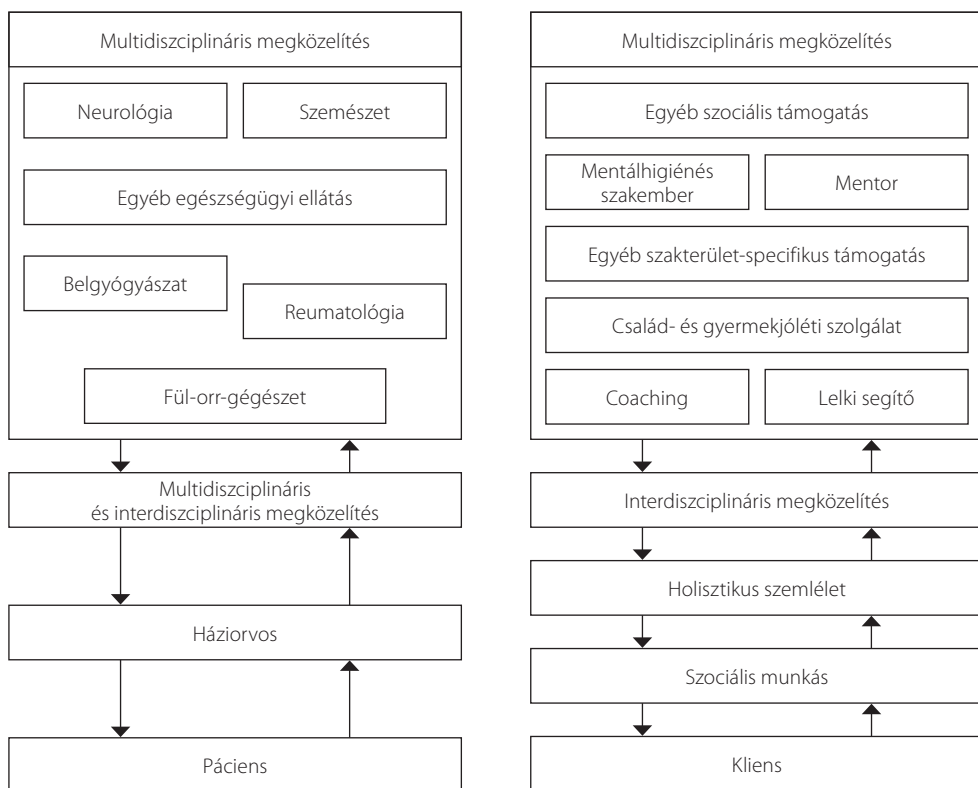 Multidiszciplináris megközelítés
Neurológia
Szemészet
Egyéb egészségügyi ellátás
Belgyógyászat
Reumatológia
Fül-orr-gégészet
Multidiszciplináris
és interdiszciplináris megközelítés
Háziorvos
Páciens
Multidiszciplináris megközelítés
Egyéb szociális támogatás
Mentálhigiénés
szakember
Mentor
Egyéb szakterület-specifikus támogatás
Család- és gyermekjóléti szolgálat
Coaching
Lelki segítő
Interdiszciplináris megközelítés
Holisztikus szemlélet
Szociális munkás
Kliens